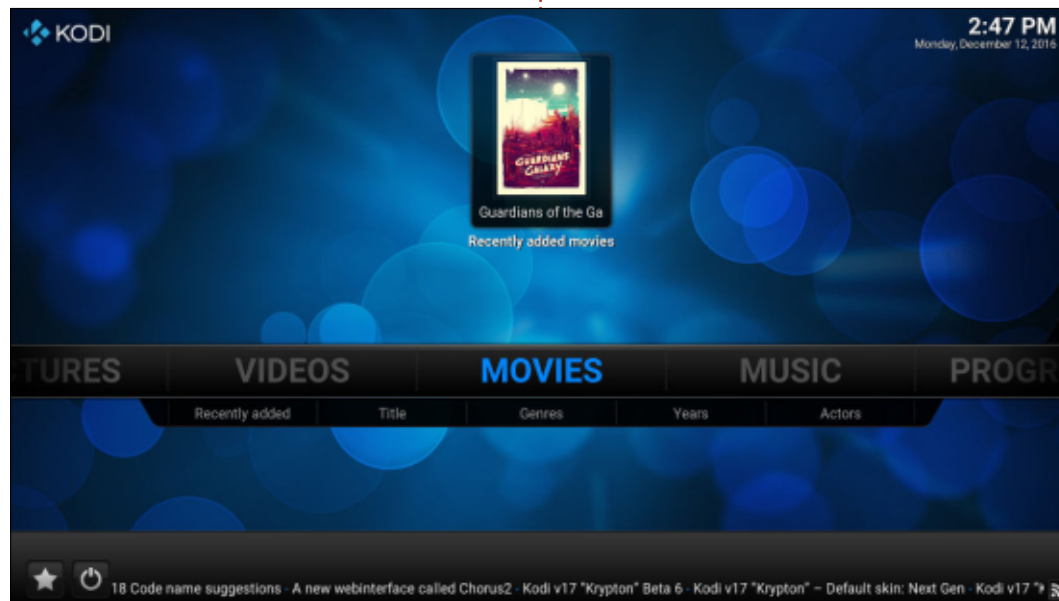 KODI
2:47 PM
Monday, December 12, 2016
GUARDIANS
GALAXY
Guardians of the Ga
Recently added movies
TURES
VIDEOS
MOVIES
MUSIC
PROGR
Recently added
Title
Genres
Years
Actors
18 Code name suggestions - A new webinterface called Chorus2 - Kodi v17 "Krypton" Beta 6 - Kodi v17 "Krypton" – Default skin: Next Gen - Kodi v17 "